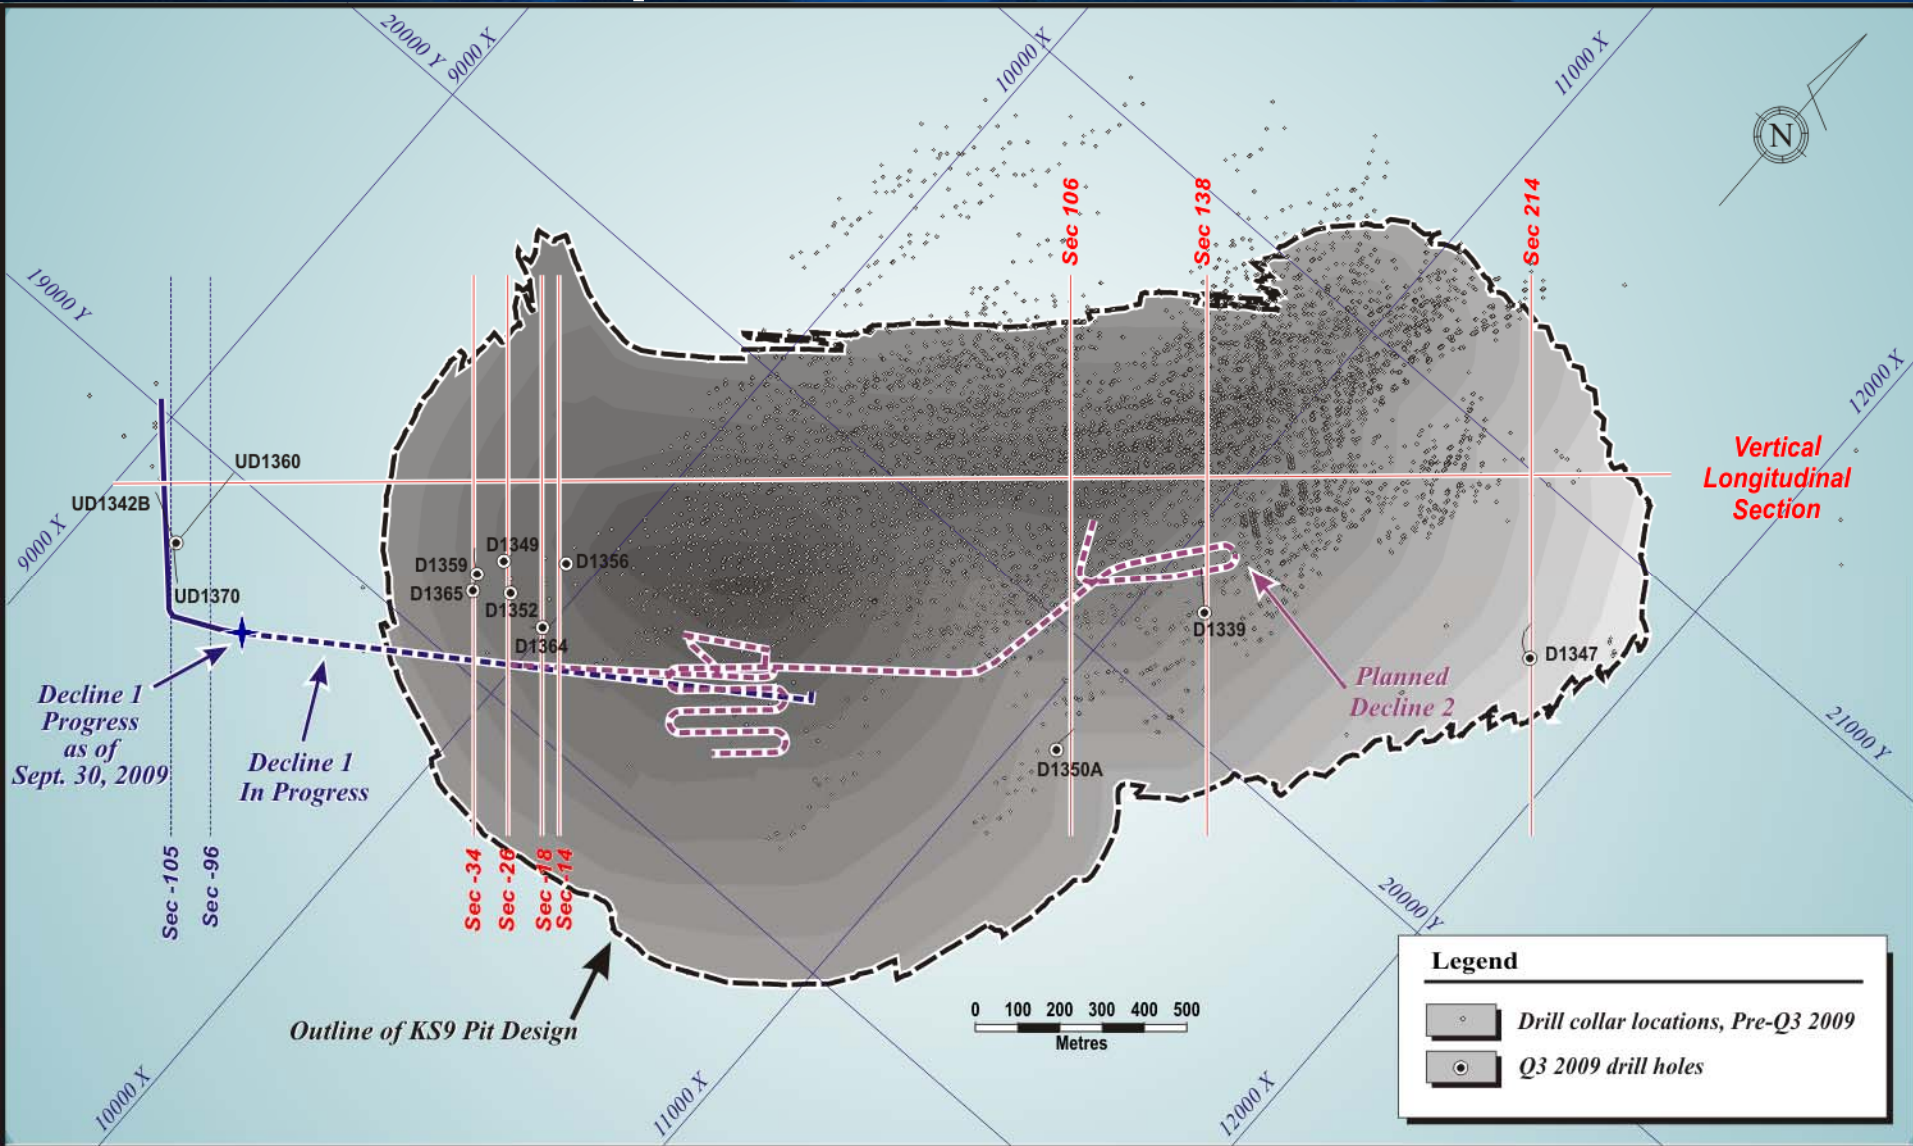 20000 Y
9000 X
10000 X
11000 X
N
19000 Y
Sec 106
Sec 138
Sec 214
12000 X
Vertical
Longitudinal
Section
UD1360
UD1342B
9000 X
D1349
D1359
D1356
D1365
UD1370
D1352
D1364
D1339
D1347
Planned
Decline 2
Decline 1
Progress
as of
Sept. 30, 2009
Decline 1
In Progress
D1350A
21000 Y
Sec -105
Sec -96
Sec -34
Sec -26
Sec -18
Sec -14
20000 Y
Outline of KS9 Pit Design
0 100 200 300 400 500
Metres
Legend
Drill collar locations, Pre-Q3 2009
Q3 2009 drill holes
10000 X
11000 X
12000 X